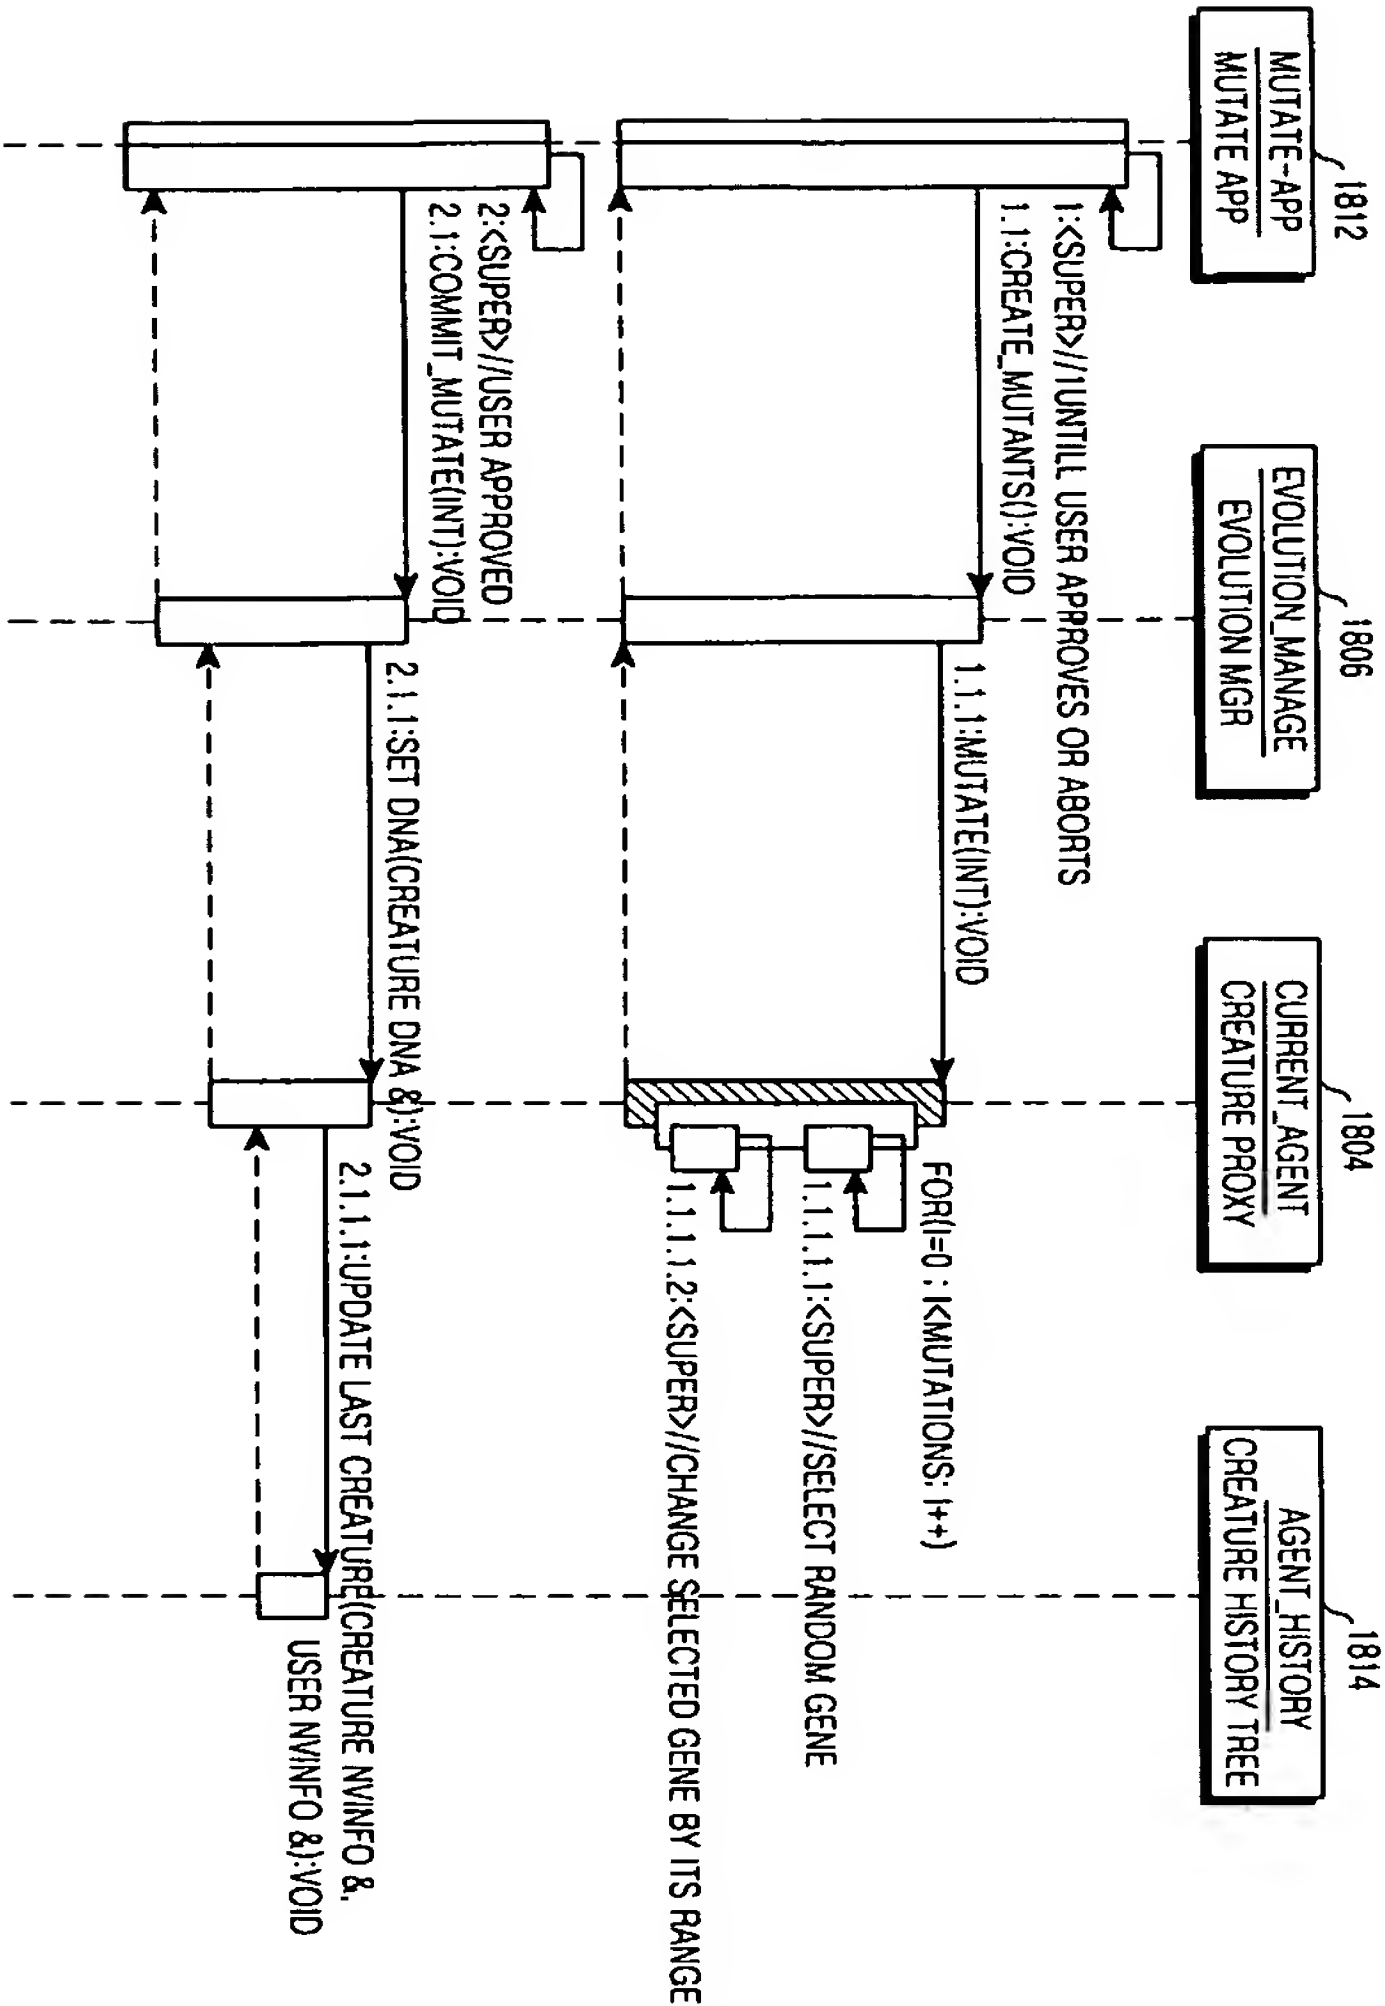 1812
MUTATE-APP
MUTATE APP
1806
EVOLUTION_MANAGE
EVOLUTION MGR
1804
CURRENT_AGENT
CREATURE PROXY
1814
AGENT_HISTORY
CREATURE HISTORY TREE
1:<SUPER>//1UNTILL USER APPROVES OR ABORTS
1.1:CREATE_MUTANTS():VOID
1.1.1:MUTATE(INT):VOID
FOR(I=0 ; I<MUTATIONS; I++)
1.1.1.1.1:<SUPER>//SELECT RANDOM GENE
1.1.1.1.2:<SUPER>//CHANGE SELECTED GENE BY ITS RANGE
2:<SUPER>//USER APPROVED
2.1:COMMIT_MUTATE(INT):VOID
2.1.1:SET DNA(CREATURE DNA &):VOID
2.1.1.1:UPDATE LAST CREATURE(CREATURE NVINFO &,
USER NVINFO &):VOID